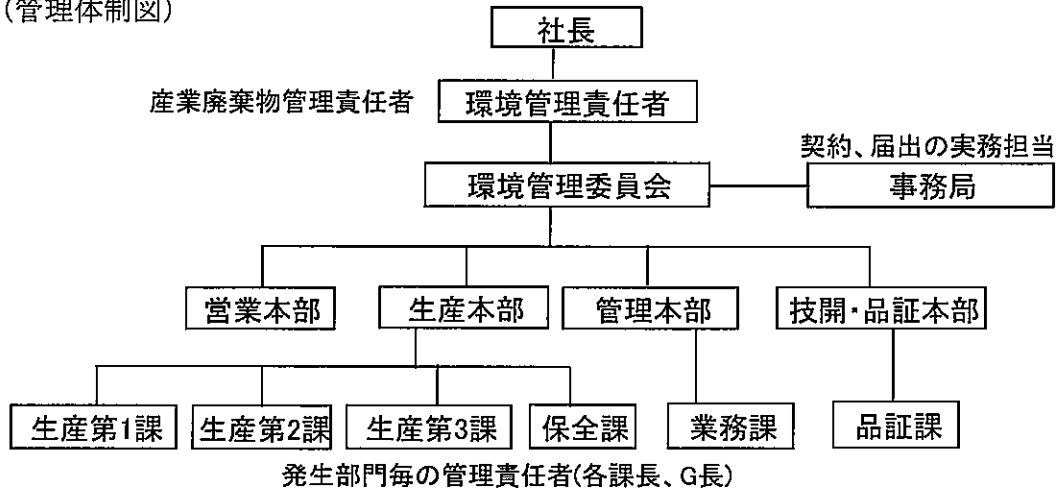 (管理体制図)
社長
産業廃棄物管理責任者 環境管理責任者
契約、届出の実務担当
環境管理委員会 事務局
営業本部 生産本部 管理本部 技開・品証本部
生産第1課 生産第2課 生産第3課 保全課 業務課 品証課
発生部門毎の管理責任者(各課長、G長)